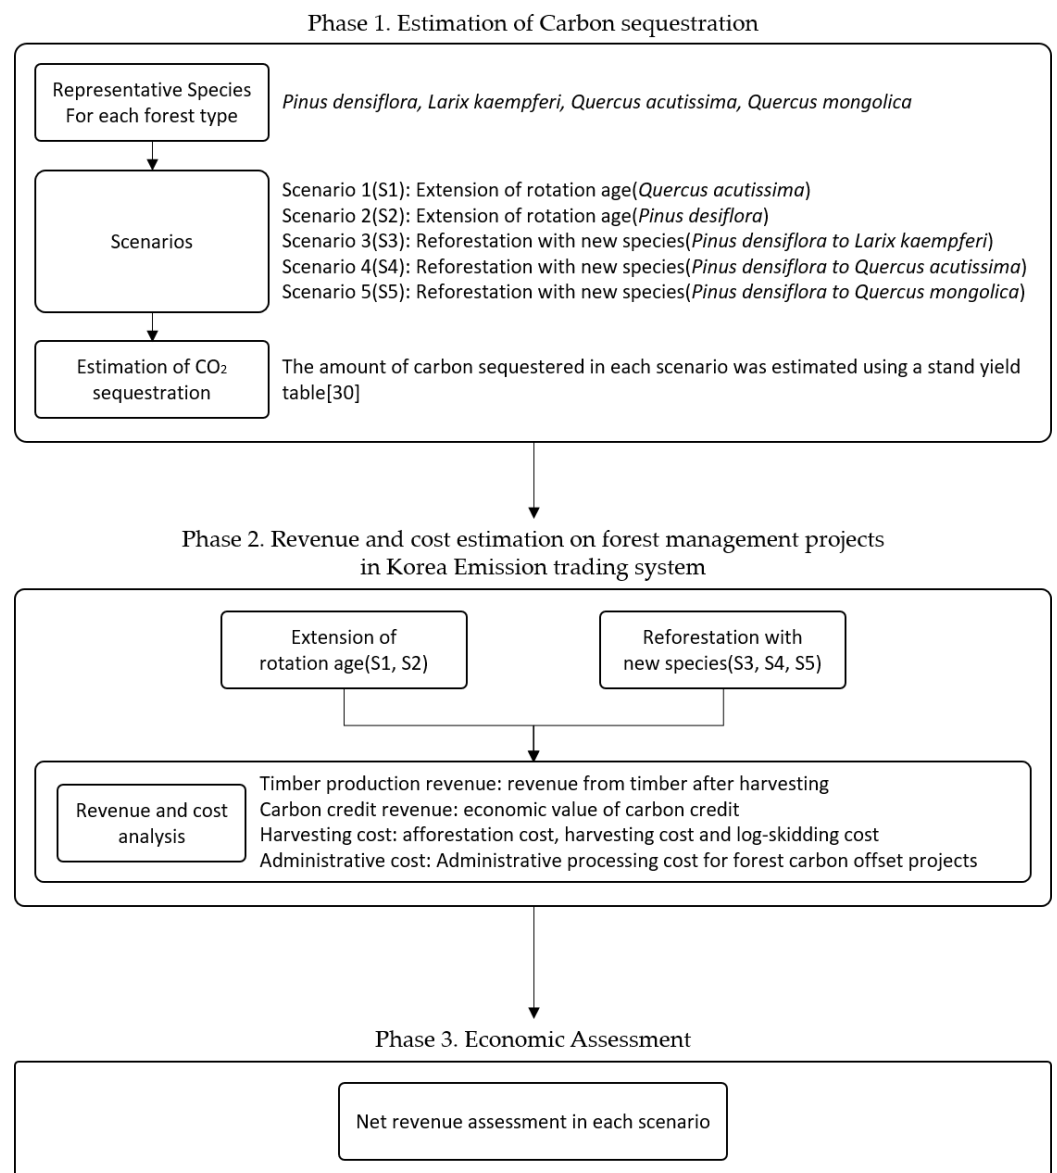 Phase 1. Estimation of Carbon sequestration
Representative Species
For each forest type
Pinus densiflora, Larix kaempferi, Quercus acutissima, Quercus mongolica
Scenarios
Scenario 1(S1): Extension of rotation age(Quercus acutissima)
Scenario 2(S2): Extension of rotation age(Pinus desiflora)
Scenario 3(S3): Reforestation with new species(Pinus densiflora to Larix kaempferi)
Scenario 4(S4): Reforestation with new species(Pinus densiflora to Quercus acutissima)
Scenario 5(S5): Reforestation with new species(Pinus densiflora to Quercus mongolica)
Estimation of CO₂
sequestration
The amount of carbon sequestered in each scenario was estimated using a stand yield
table[30]
Phase 2. Revenue and cost estimation on forest management projects
in Korea Emission trading system
Extension of
rotation age(S1, S2)
Reforestation with
new species(S3, S4, S5)
Revenue and cost
analysis
Timber production revenue: revenue from timber after harvesting
Carbon credit revenue: economic value of carbon credit
Harvesting cost: afforestation cost, harvesting cost and log-skidding cost
Administrative cost: Administrative processing cost for forest carbon offset projects
Phase 3. Economic Assessment
Net revenue assessment in each scenario